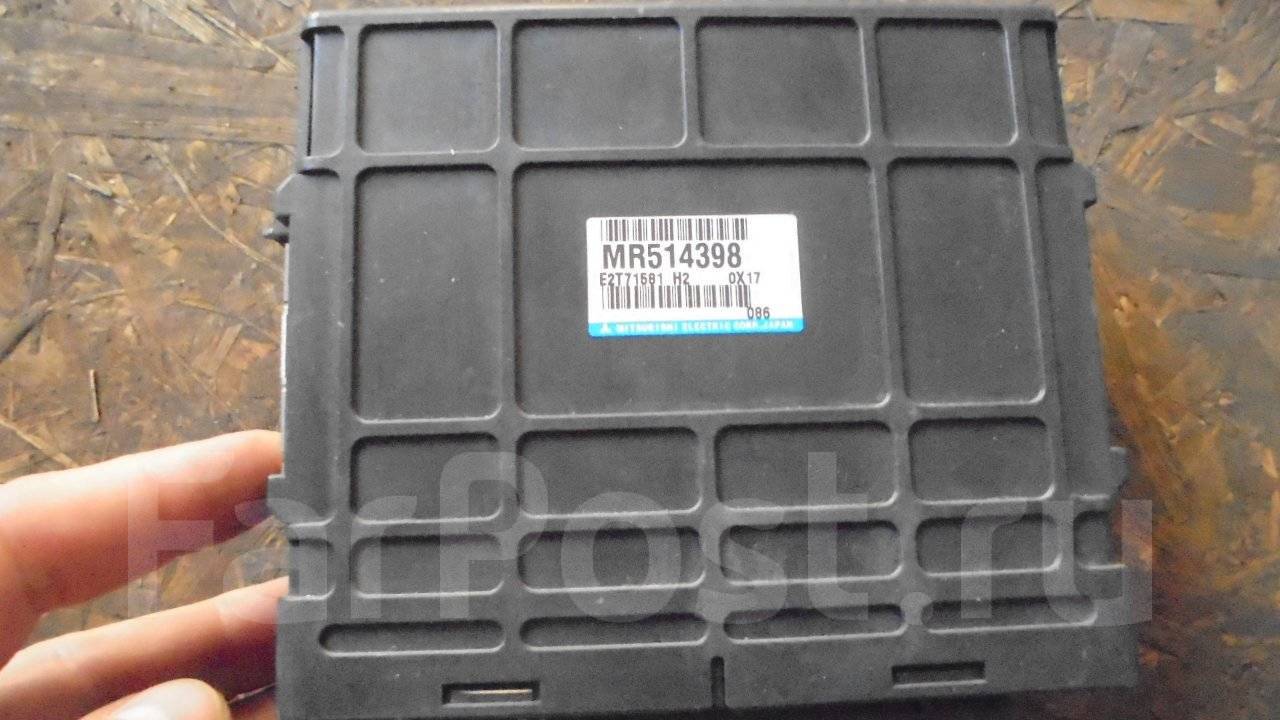 MR514398
E2T71581 H2 0X17
086
MITSUBISHI ELECTRIC CORP. JAPAN
FarPost.ru